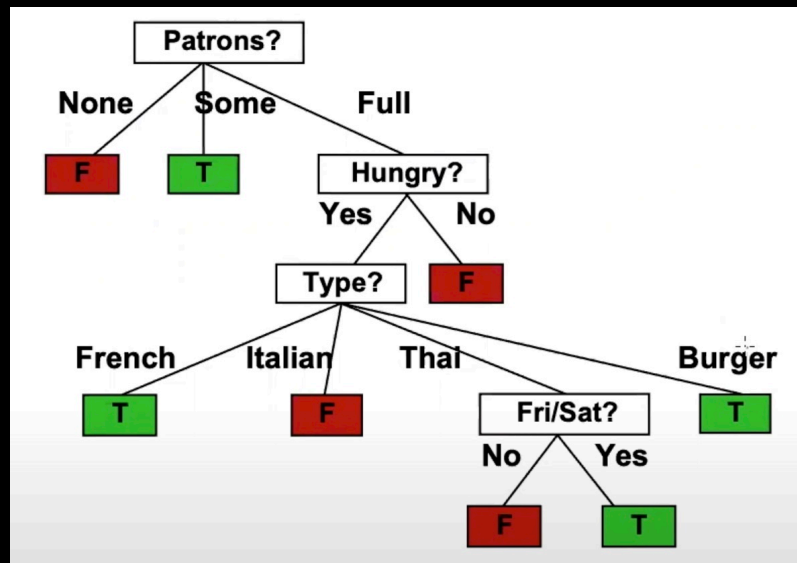 Patrons?
None Some Full
F T Hungry?
Yes No
Type? F
French Italian Thai Burger
T F Fri/Sat? T
No Yes
F T